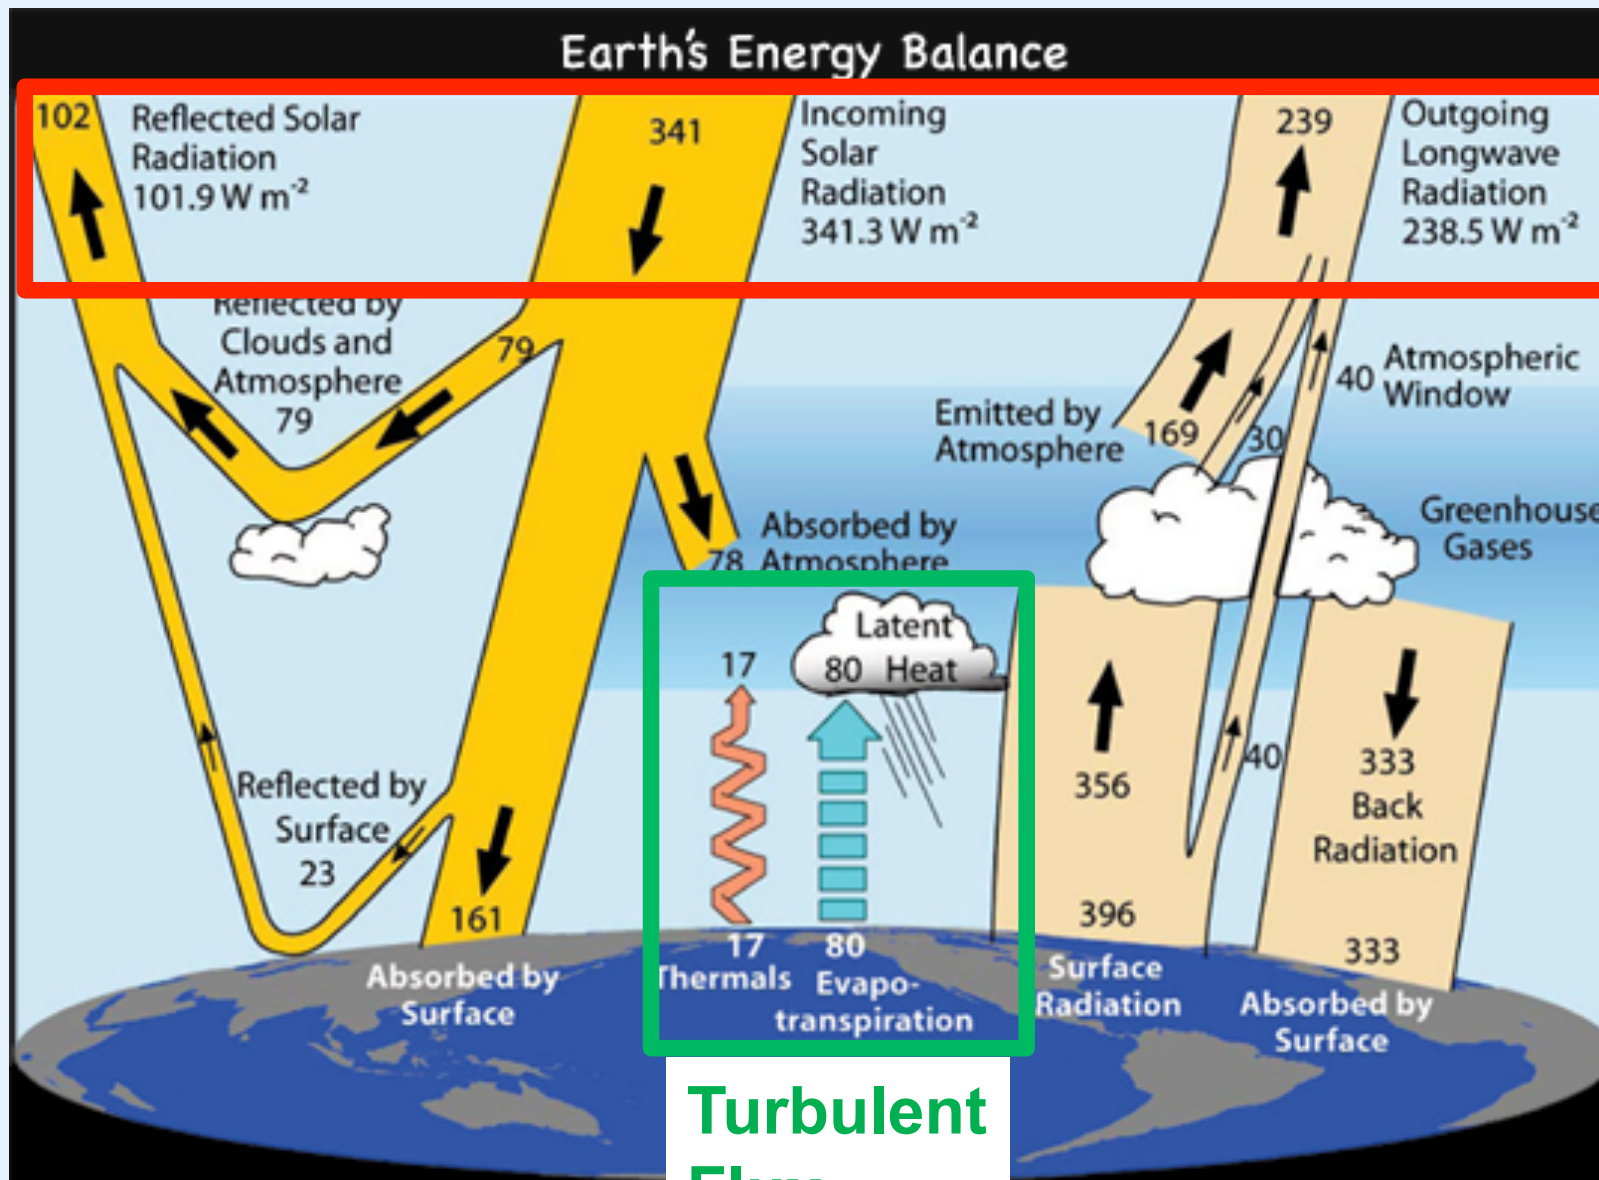 Earth's Energy Balance
102
Reflected Solar
Radiation
101.9 W m⁻²
341
Incoming
Solar
Radiation
341.3 W m⁻²
239
Outgoing
Longwave
Radiation
238.5 W m⁻²
Reflected by
Clouds and
Atmosphere
79
79
Emitted by
Atmosphere
169
30
40
Atmospheric
Window
Greenhouse
Gases
78
Absorbed by
Atmosphere
17
Latent
80 Heat
Reflected by
Surface
23
161
Absorbed by
Surface
17
Thermals
80
Evapo-
transpiration
356
40
396
Surface
Radiation
333
Back
Radiation
333
Absorbed by
Surface
Turbulent